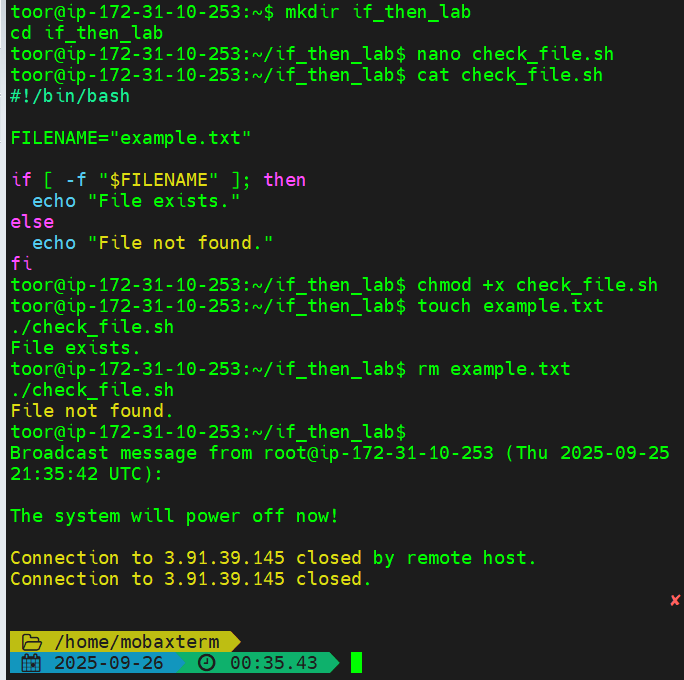 toor@ip-172-31-10-253:~$ mkdir if_then_lab
cd if_then_lab
toor@ip-172-31-10-253:~/if_then_lab$ nano check_file.sh
toor@ip-172-31-10-253:~/if_then_lab$ cat check_file.sh
#!/bin/bash

FILENAME="example.txt"

if [ -f "$FILENAME" ]; then
  echo "File exists."
else
  echo "File not found."
fi
toor@ip-172-31-10-253:~/if_then_lab$ chmod +x check_file.sh
toor@ip-172-31-10-253:~/if_then_lab$ touch example.txt
./check_file.sh
File exists.
toor@ip-172-31-10-253:~/if_then_lab$ rm example.txt
./check_file.sh
File not found.
toor@ip-172-31-10-253:~/if_then_lab$
Broadcast message from root@ip-172-31-10-253 (Thu 2025-09-25
21:35:42 UTC):

The system will power off now!

Connection to 3.91.39.145 closed by remote host.
Connection to 3.91.39.145 closed.
✘
/home/mobaxterm
2025-09-26 00:35.43